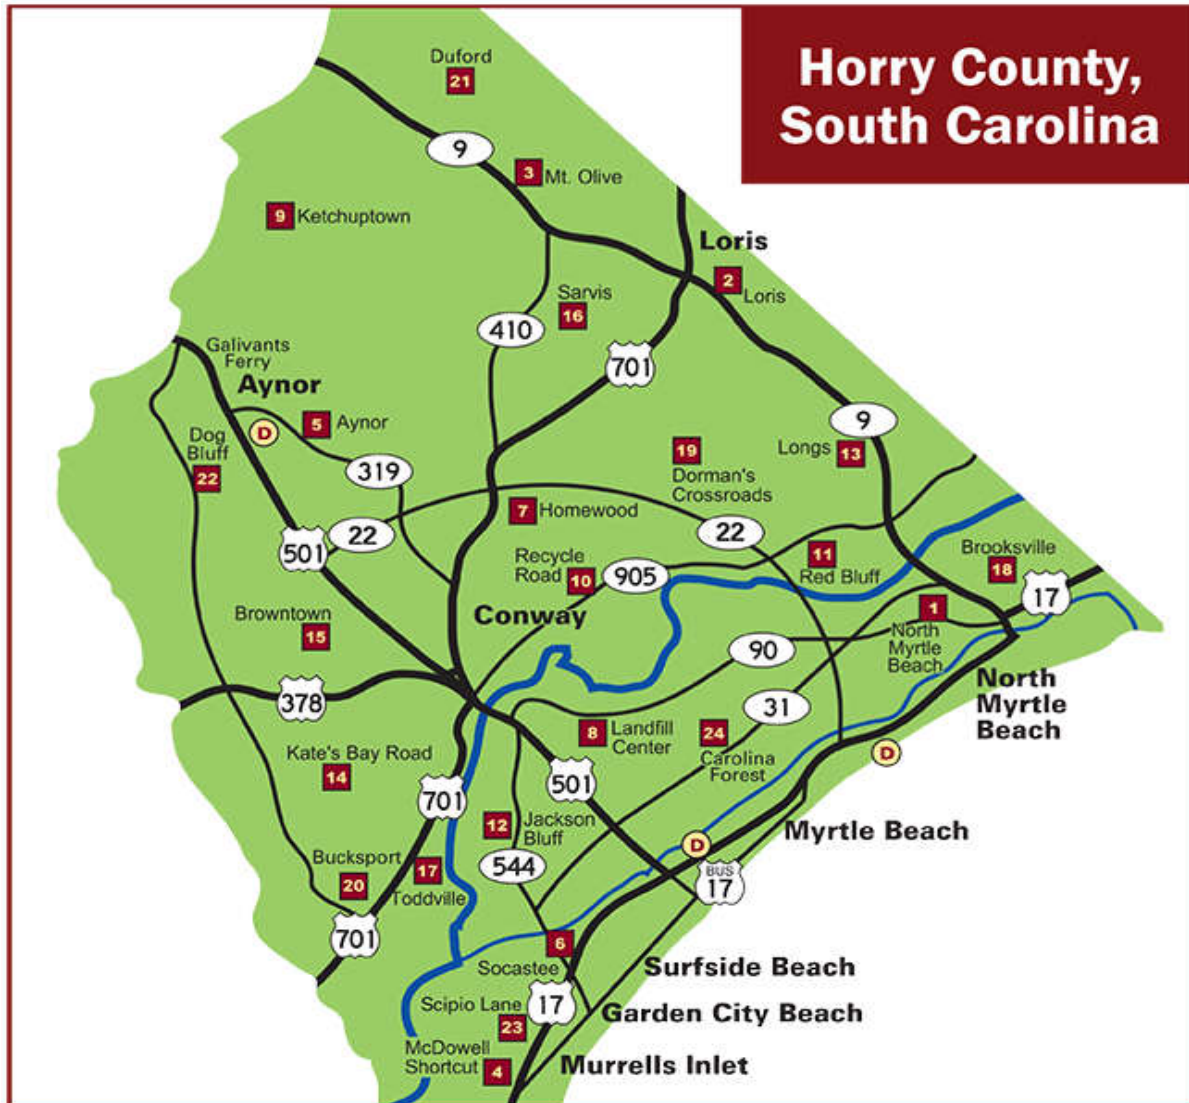 Horry County,
South Carolina
Duford
21
9
3
Mt. Olive
9
Ketchuptown
Loris
2
Loris
Sarvis
16
410
701
Galivants
Ferry
Aynor
D
5
Aynor
9
Dog
Bluff
22
319
19
Dorman's
Crossroads
Longs
13
7
Homewood
22
22
501
Recycle
Road
10
905
11
Red Bluff
Brooksville
18
17
Browntown
15
Conway
1
North
Myrtle
Beach
90
378
31
North
Myrtle
Beach
8
Landfill
Center
24
Carolina
Forest
D
Kate's Bay Road
14
701
501
12
Jackson
Bluff
Myrtle Beach
D
544
Bucksport
20
17
Toddville
BUS
17
701
6
Socastee
Surfside Beach
Scipio Lane
23
17
Garden City Beach
McDowell
Shortcut
4
Murrells Inlet